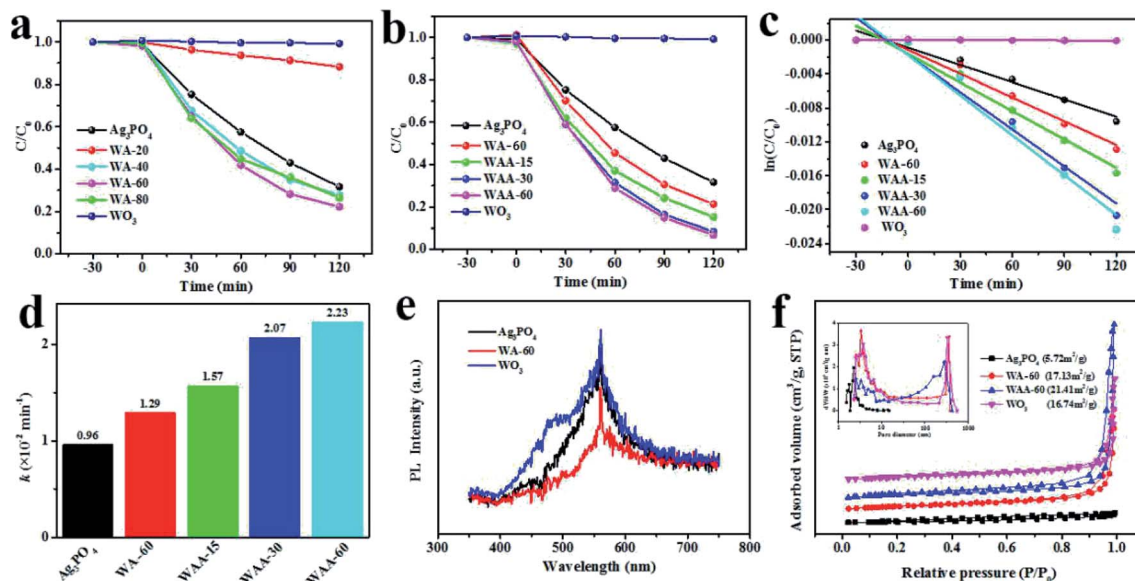 a
1.0
0.8
0.6
0.4
0.2
0.0
C/C₀
Ag₃PO₄
WA-20
WA-40
WA-60
WA-80
WO₃
-30 0 30 60 90 120
Time (min)
b
1.0
0.8
0.6
0.4
0.2
0.0
C/C₀
Ag₃PO₄
WA-60
WAA-15
WAA-30
WAA-60
WO₃
-30 0 30 60 90 120
Time (min)
c
0.000
-0.004
-0.008
-0.012
-0.016
-0.020
-0.024
ln(C/C₀)
Ag₃PO₄
WA-60
WAA-15
WAA-30
WAA-60
WO₃
-30 0 30 60 90 120
Time (min)
d
2
1
0
k (×10⁻² min⁻¹)
0.96
1.29
1.57
2.07
2.23
Ag₃PO₄
WA-60
WAA-15
WAA-30
WAA-60
e
PL Intensity (a.u.)
Ag₃PO₄
WA-60
WO₃
300 400 500 600 700 800
Wavelength (nm)
f
Adsorbed volume (cm³/g, STP)
4
3
2
1
0
1 10 100 1000
Pore diameter (nm)
Ag₃PO₄ (5.72m²/g)
WA-60 (17.13m²/g)
WAA-60 (21.41m²/g)
WO₃ (16.74m²/g)
0.0 0.2 0.4 0.6 0.8 1.0
Relative pressure (P/P₀)